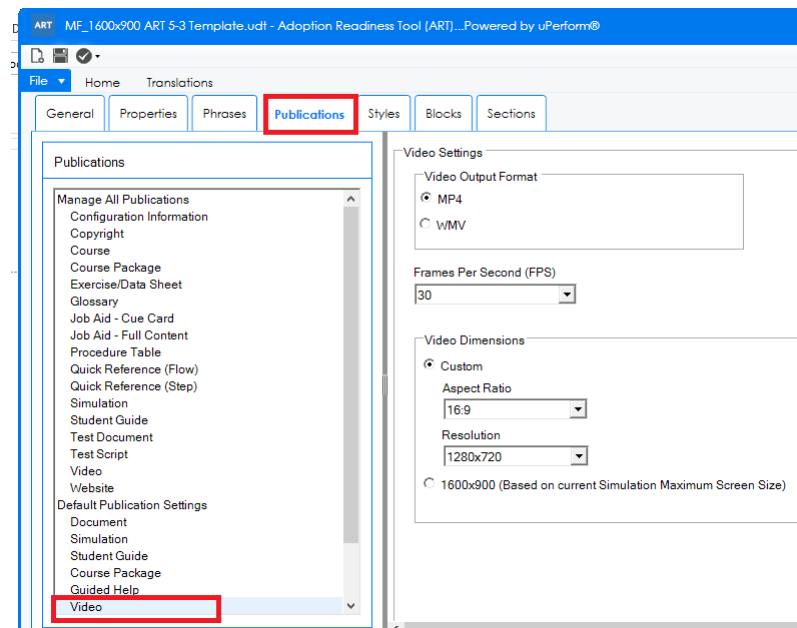 ART MF_1600x900 ART 5-3 Template.udt - Adoption Readiness Tool (ART)...Powered by uPerform®
File Home Translations
General Properties Phrases Publications Styles Blocks Sections
Publications
Manage All Publications
Configuration Information
Copyright
Course
Course Package
Exercise/Data Sheet
Glossary
Job Aid - Cue Card
Job Aid - Full Content
Procedure Table
Quick Reference (Flow)
Quick Reference (Step)
Simulation
Student Guide
Test Document
Test Script
Video
Website
Default Publication Settings
Document
Simulation
Student Guide
Course Package
Guided Help
Video
Video Settings
Video Output Format
MP4
WMV
Frames Per Second (FPS)
30
Video Dimensions
Custom
Aspect Ratio
16:9
Resolution
1280x720
1600x900 (Based on current Simulation Maximum Screen Size)